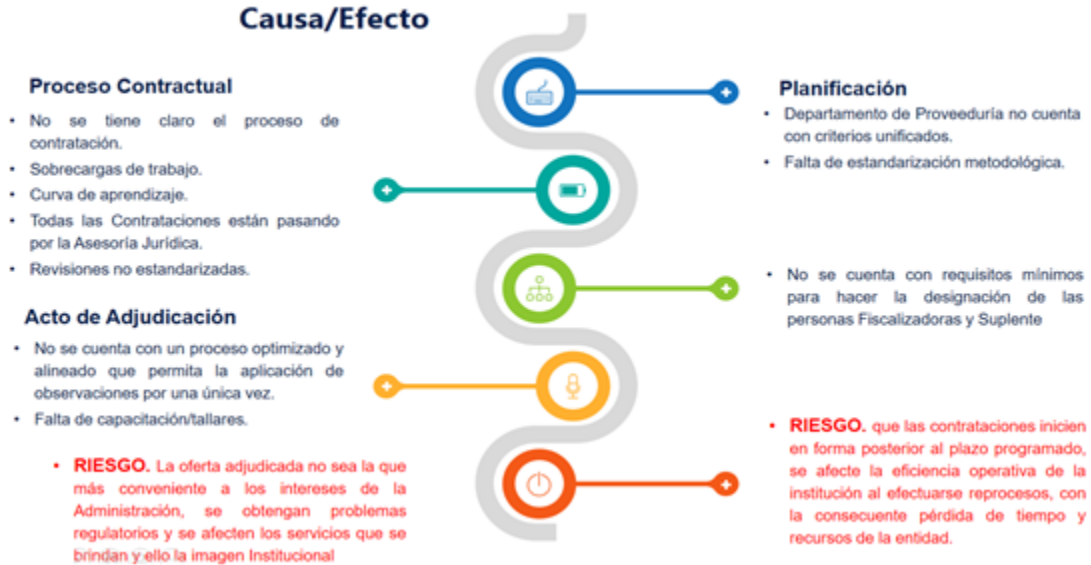 Causa/Efecto
Proceso Contractual
• No se tiene claro el proceso de
contratación.
• Sobrecargas de trabajo.
• Curva de aprendizaje.
• Todas las Contrataciones están pasando
por la Asesoría Jurídica.
• Revisiones no estandarizadas.
Acto de Adjudicación
• No se cuenta con un proceso optimizado y
alineado que permita la aplicación de
observaciones por una única vez.
• Falta de capacitación/tallares.
• RIESGO. La oferta adjudicada no sea la que
más conveniente a los intereses de la
Administración, se obtengan problemas
regulatorios y se afecten los servicios que se
brindan y ello la imagen Institucional
Planificación
• Departamento de Proveeduría no cuenta
con criterios unificados.
• Falta de estandarización metodológica.
• No se cuenta con requisitos mínimos
para hacer la designación de las
personas Fiscalizadoras y Suplente
• RIESGO. que las contrataciones inicien
en forma posterior al plazo programado,
se afecte la eficiencia operativa de la
institución al efectuarse reprocesos, con
la consecuente pérdida de tiempo y
recursos de la entidad.